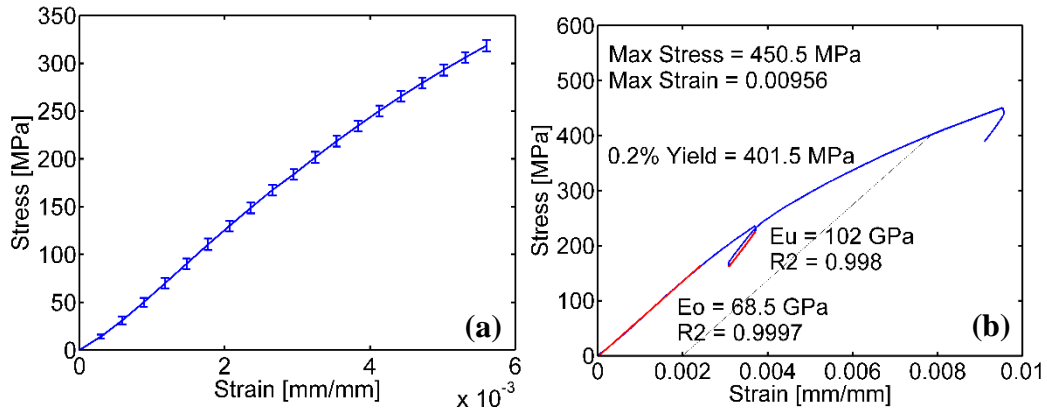 350
300
250
200
150
100
50
0
Stress [MPa]
0
2
4
6
Strain [mm/mm]
x 10-3
(a)
600
500
400
300
200
100
0
Stress [MPa]
Max Stress = 450.5 MPa
Max Strain = 0.00956
0.2% Yield = 401.5 MPa
Eu = 102 GPa
R2 = 0.998
Eo = 68.5 GPa
R2 = 0.9997
(b)
0
0.002
0.004
0.006
0.008
0.01
Strain [mm/mm]